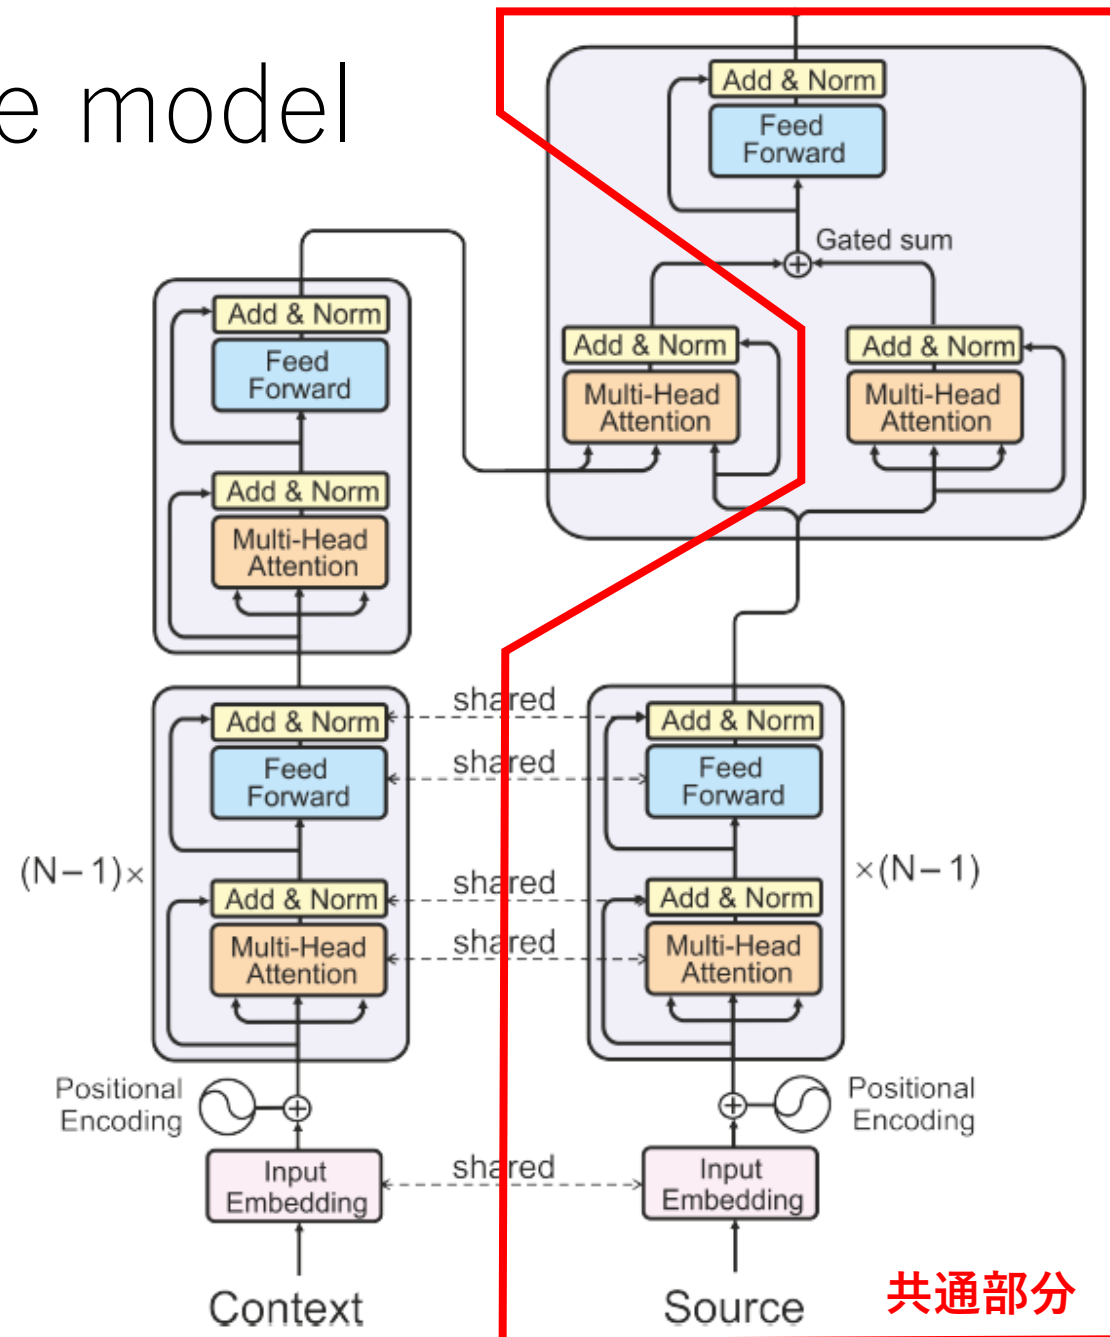 e model
Add & Norm
Feed
Forward
Gated sum
Add & Norm
Multi-Head
Attention
Add & Norm
Multi-Head
Attention
Add & Norm
Feed
Forward
Add & Norm
Multi-Head
Attention
shared
shared
shared
shared
Add & Norm
Feed
Forward
(N-1)×
Add & Norm
Multi-Head
Attention
Add & Norm
Feed
Forward
×(N-1)
Add & Norm
Multi-Head
Attention
Positional
Encoding
Positional
Encoding
Input
Embedding
shared
Input
Embedding
Context
Source
共通部分